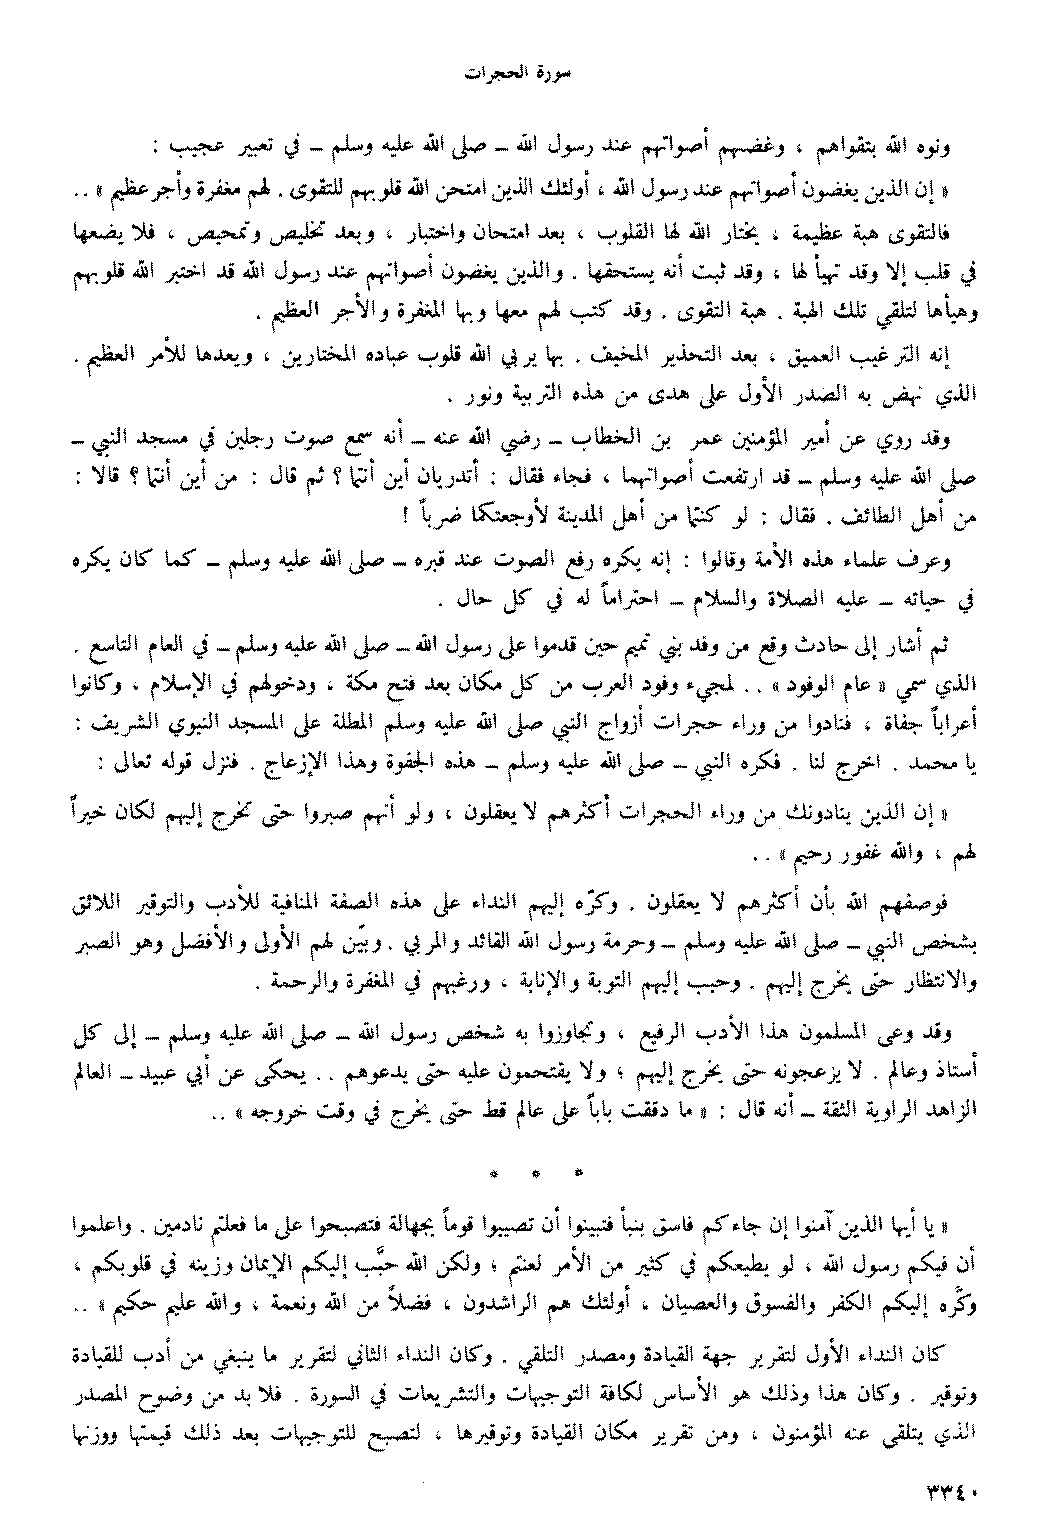 سورة الحجرات
ونوه الله بتقواهم ، وغضهم أصواتهم عند رسول الله – صلى الله عليه وسلم – في تعبير عجيب :
« إن الذين يغضون أصواتهم عند رسول الله ، أولئك الذين امتحن الله قلوبهم للتقوى . لهم مغفرة وأجر عظيم » ..
فالتقوى هبة عظيمة ، يختار الله لها القلوب ، بعد امتحان واختبار ، وبعد تخليص وتمحيص ، فلا يضعها
في قلب إلا وقد تهيأ لها ، وقد ثبت أنه يستحقها . والذين يغضون أصواتهم عند رسول الله قد اختبر الله قلوبهم
وهيأها لتلقي تلك الهبة . هبة التقوى . وقد كتب لهم معها وبها المغفرة والأجر العظيم .
إنه الترغيب العميق ، بعد التحذير المخيف . بها يربي الله قلوب عباده المختارين ، ويعدها للأمر العظيم .
الذي نهض به الصدر الأول على هدى من هذه التربية ونور .
وقد روي عن أمير المؤمنين عمر بن الخطاب – رضي الله عنه – أنه سمع صوت رجلين في مسجد النبي –
صلى الله عليه وسلم – قد ارتفعت أصواتهما ، فجاء فقال : أتدريان أين أنتما ؟ ثم قال : من أين أنتما ؟ قالا :
من أهل الطائف . فقال : لو كنتما من أهل المدينة لأوجعتكما ضرباً !
وعرف علماء هذه الأمة وقالوا : إنه يكره رفع الصوت عند قبره – صلى الله عليه وسلم – كما كان يكره
في حياته – عليه الصلاة والسلام – احتراماً له في كل حال .
ثم أشار إلى حادث وقع من وفد بني تميم حين قدموا على رسول الله – صلى الله عليه وسلم – في العام التاسع .
الذي سمي « عام الوفود » .. لمجيء وفود العرب من كل مكان بعد فتح مكة ، ودخولهم في الإسلام ، وكانوا
أعراباً جفاة ، فنادوا من وراء حجرات أزواج النبي صلى الله عليه وسلم المطلة على المسجد النبوي الشريف :
يا محمد . اخرج لنا . فكره النبي – صلى الله عليه وسلم – هذه الجفوة وهذا الإزعاج . فنزل قوله تعالى :
« إن الذين ينادونك من وراء الحجرات أكثرهم لا يعقلون ، ولو أنهم صبروا حتى تخرج إليهم لكان خيراً
لهم ، والله غفور رحيم » ..
فوصفهم الله بأن أكثرهم لا يعقلون . وكرّه إليهم النداء على هذه الصفة المنافية للأدب والتوقير اللائق
بشخص النبي – صلى الله عليه وسلم – وحرمة رسول الله القائد والمربي . وبيّن لهم الأولى والأفضل وهو الصبر
والانتظار حتى يخرج إليهم . وحبب إليهم التوبة والإنابة ، ورغبهم في المغفرة والرحمة .
وقد وعى المسلمون هذا الأدب الرفيع ، وتجاوزوا به شخص رسول الله – صلى الله عليه وسلم – إلى كل
أستاذ وعالم . لا يزعجونه حتى يخرج إليهم ؛ ولا يقتحمون عليه حتى يدعوهم .. يحكى عن أبي عبيد – العالم
الزاهد الراوية الثقة – أنه قال : « ما دققت باباً على عالم قط حتى يخرج في وقت خروجه » ..
* * *
« يا أيها الذين آمنوا إن جاءكم فاسق بنبأ فتبينوا أن تصيبوا قوماً بجهالة فتصبحوا على ما فعلتم نادمين . واعلموا
أن فيكم رسول الله ، لو يطيعكم في كثير من الأمر لعنتم ؛ ولكن الله حبَّب إليكم الإيمان وزينه في قلوبكم ،
وكرَّه إليكم الكفر والفسوق والعصيان ، أولئك هم الراشدون ، فضلاً من الله ونعمة ، والله عليم حكيم » ..
كان النداء الأول لتقرير جهة القيادة ومصدر التلقي . وكان النداء الثاني لتقرير ما ينبغي من أدب للقيادة
وتوقير . وكان هذا وذلك هو الأساس لكافة التوجيهات والتشريعات في السورة . فلا بد من وضوح المصدر
الذي يتلقى عنه المؤمنون ، ومن تقرير مكان القيادة وتوقيرها ، لتصبح للتوجيهات بعد ذلك قيمتها ووزنها
٣٣٤٠